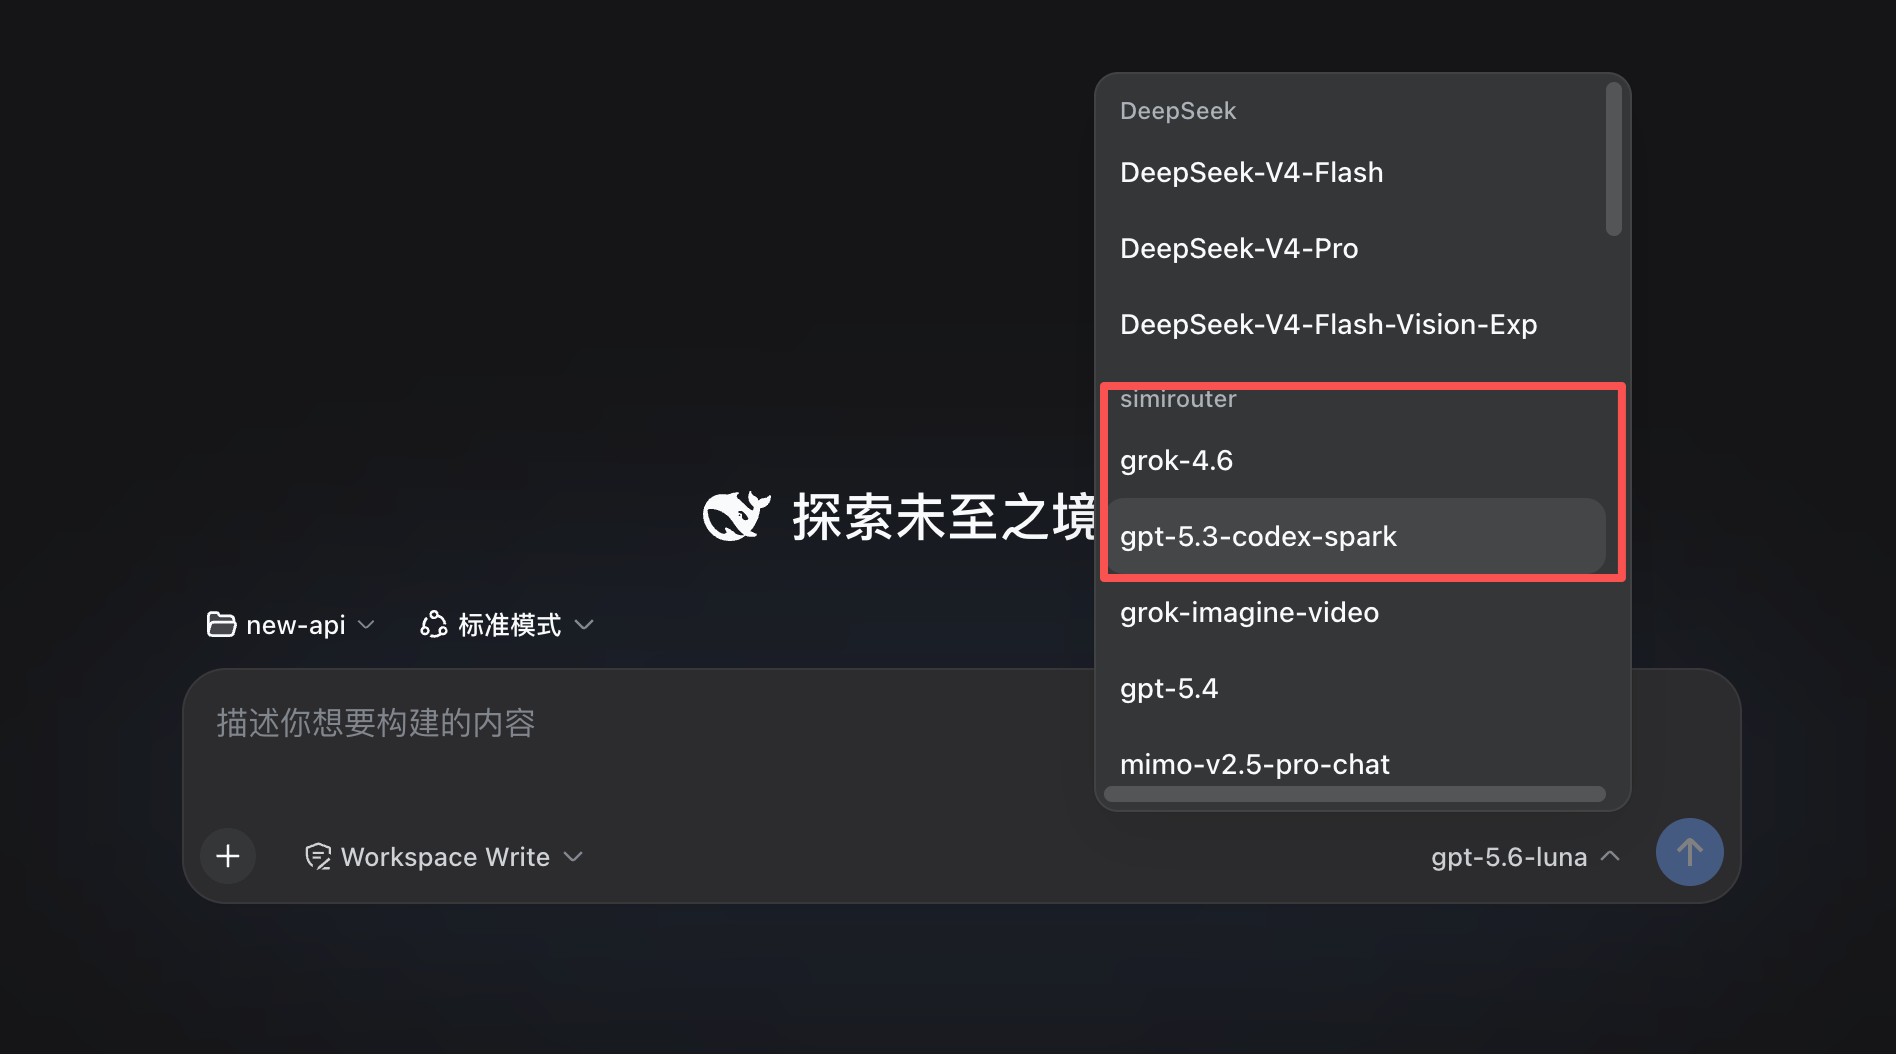 DeepSeek
DeepSeek-V4-Flash
DeepSeek-V4-Pro
DeepSeek-V4-Flash-Vision-Exp
simirouter
grok-4.6
gpt-5.3-codex-spark
grok-imagine-video
gpt-5.4
mimo-v2.5-pro-chat
探索未至之境
new-api
标准模式
描述你想要构建的内容
Workspace Write
gpt-5.6-luna